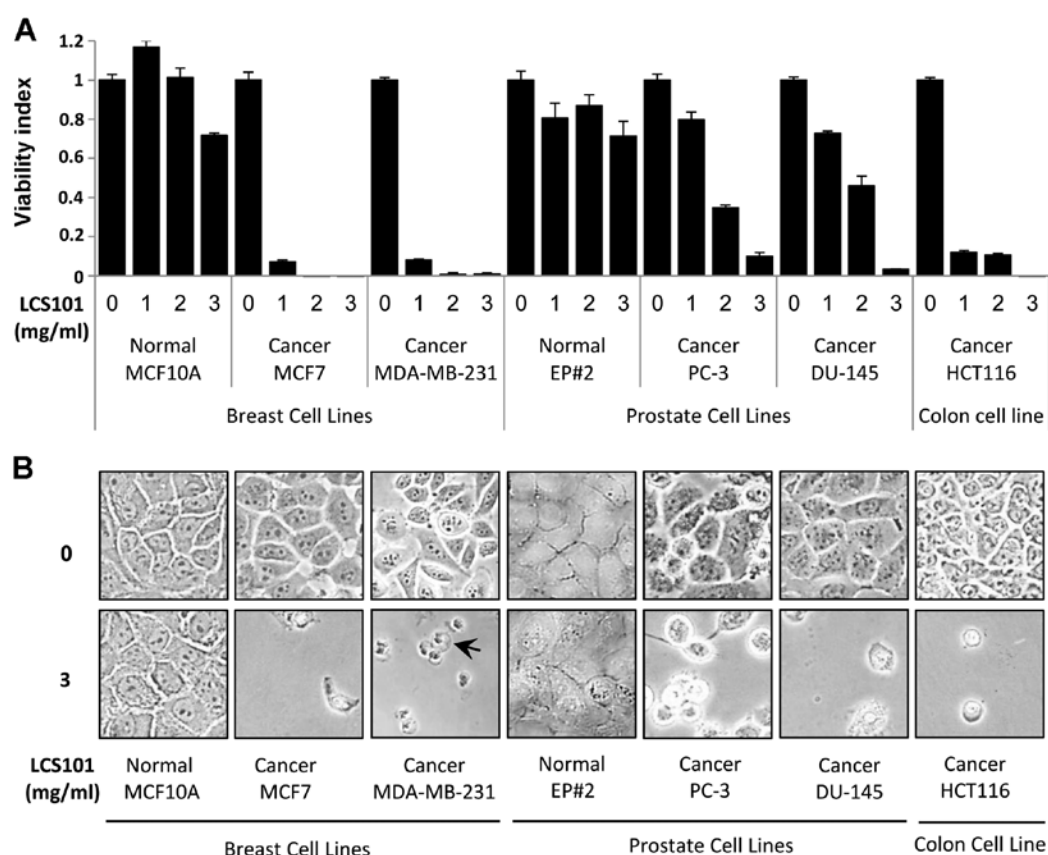 A
Viability index
1.2
1
0.8
0.6
0.4
0.2
0
LCS101 (mg/ml)
0 1 2 3 0 1 2 3 0 1 2 3 0 1 2 3 0 1 2 3 0 1 2 3 0 1 2 3
Normal Cancer Cancer Normal Cancer Cancer Cancer
MCF10A MCF7 MDA-MB-231 EP#2 PC-3 DU-145 HCT116
Breast Cell Lines Prostate Cell Lines Colon cell line
B
0
3
LCS101 (mg/ml)
Normal Cancer Cancer Normal Cancer Cancer Cancer
MCF10A MCF7 MDA-MB-231 EP#2 PC-3 DU-145 HCT116
Breast Cell Lines Prostate Cell Lines Colon Cell Line